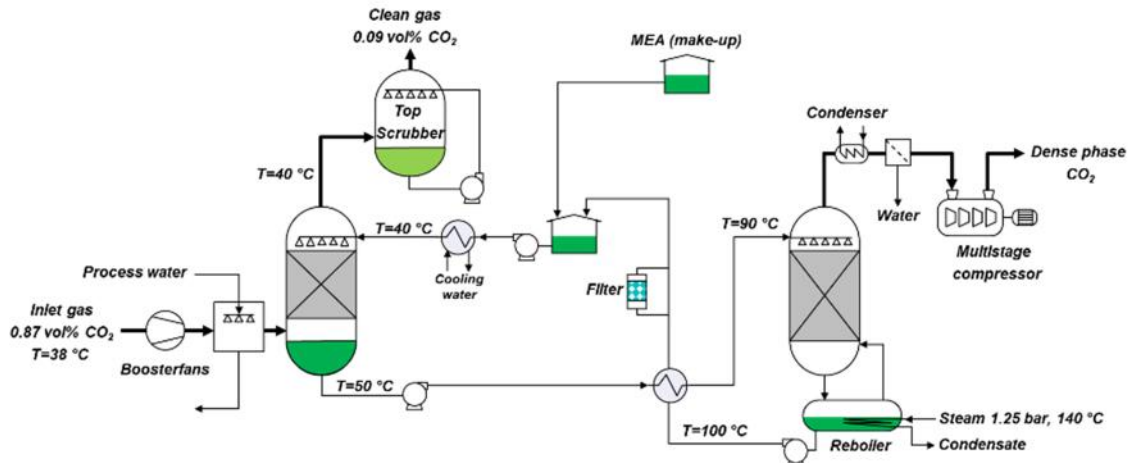 Clean gas
0.09 vol% CO₂
MEA (make-up)
Top
Scrubber
Condenser
Dense phase
CO₂
T=40 °C
Water
Multistage
compressor
T=40 °C
T=90 °C
Cooling
water
Process water
Filter
Inlet gas
0.87 vol% CO₂
T=38 °C
Boosterfans
T=50 °C
T=100 °C
Steam 1.25 bar, 140 °C
Reboiler
Condensate